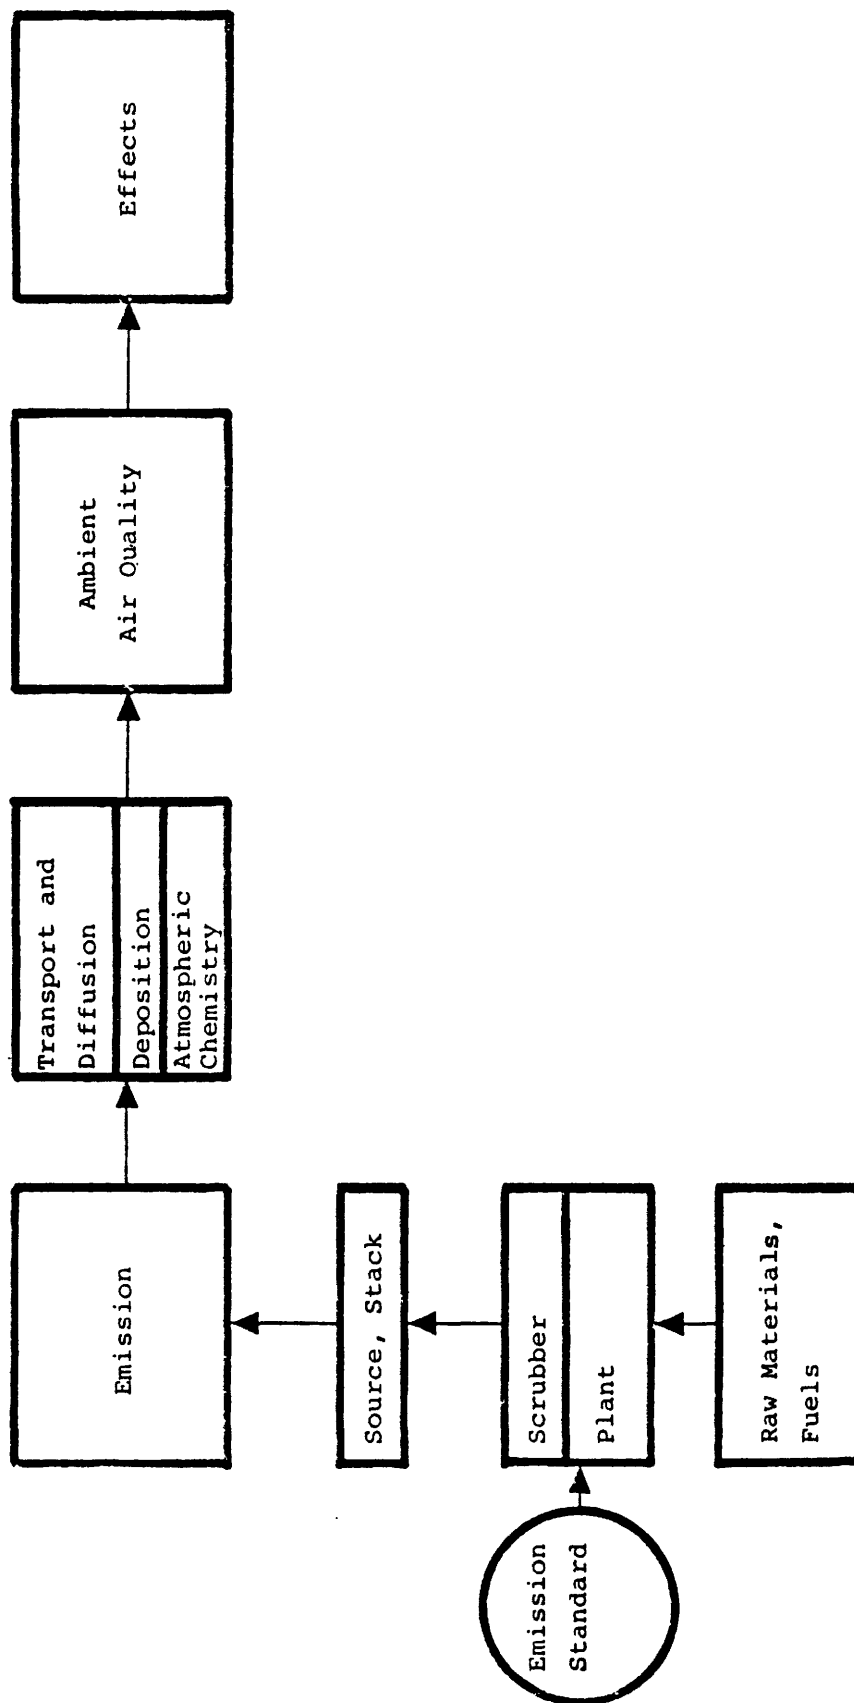 Emission
Transport and
Diffusion
Deposition
Atmospheric
Chemistry
Ambient
Air Quality
Effects
Source, Stack
Emission
Standard
Scrubber
Plant
Raw Materials,
Fuels